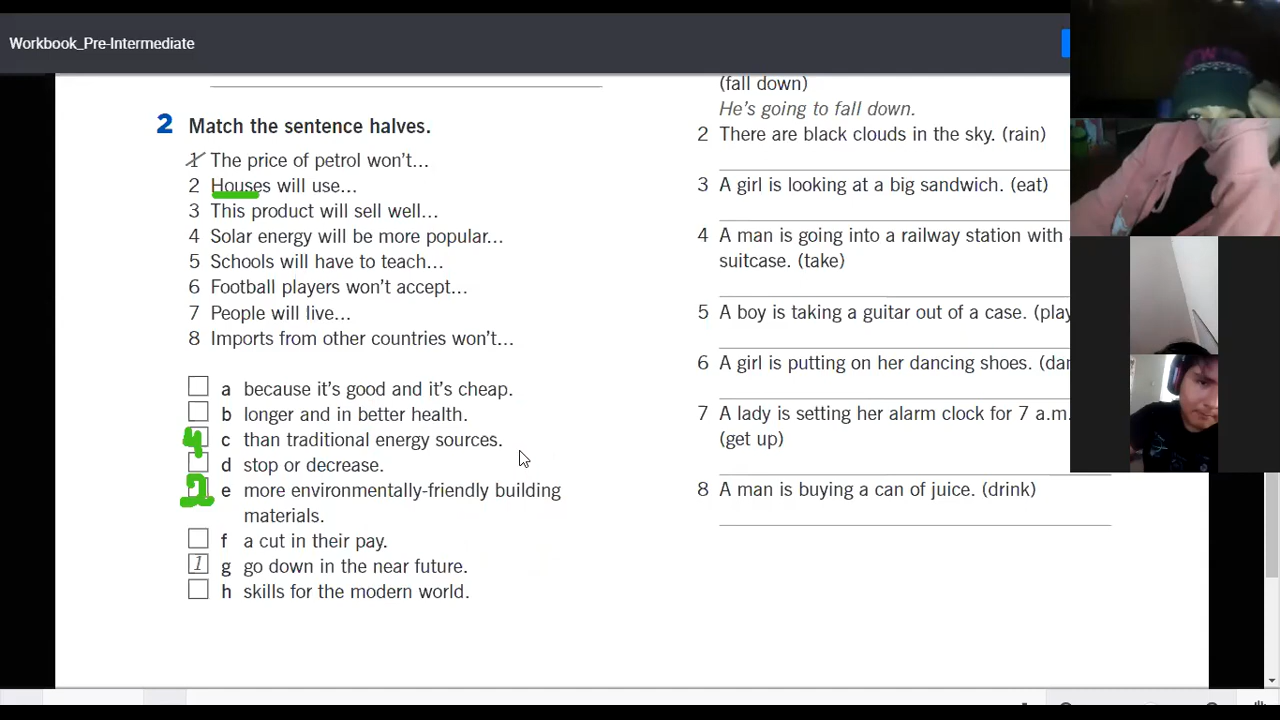 Workbook_Pre-Intermediate
2 Match the sentence halves.
1 The price of petrol won't...
2 Houses will use...
3 This product will sell well...
4 Solar energy will be more popular...
5 Schools will have to teach...
6 Football players won't accept...
7 People will live...
8 Imports from other countries won't...
a because it's good and it's cheap.
b longer and in better health.
4 c than traditional energy sources.
d stop or decrease.
2 e more environmentally-friendly building
materials.
f a cut in their pay.
1 g go down in the near future.
h skills for the modern world.
(fall down)
He's going to fall down.
2 There are black clouds in the sky. (rain)
3 A girl is looking at a big sandwich. (eat)
4 A man is going into a railway station with
suitcase. (take)
5 A boy is taking a guitar out of a case. (play
6 A girl is putting on her dancing shoes. (da
7 A lady is setting her alarm clock for 7 a.m.
(get up)
8 A man is buying a can of juice. (drink)